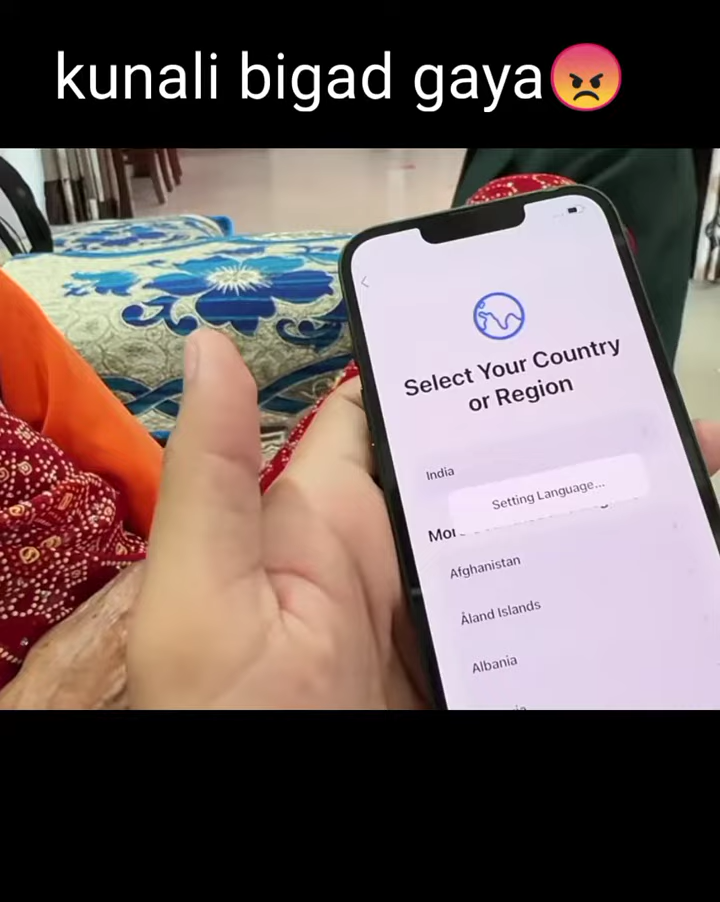 kunali bigad gaya😡
Select Your Country
or Region
India
Setting Language...
Afghanistan
Åland Islands
Albania